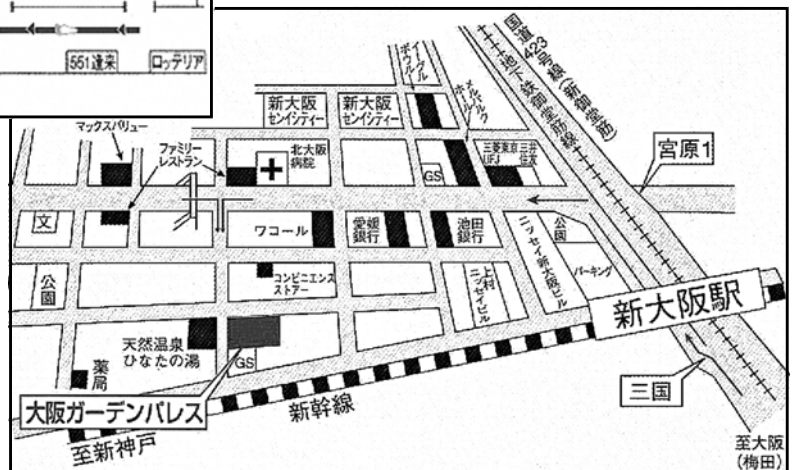 551蓬来
ロッテリア
国道423号線(新御堂筋)
地下鉄御堂筋線
イーブル
ボウル
メルパルク
ホール
新大阪
センイシティー
新大阪
センイシティー
マックスバリュー
ファミリー
レストラン
北大阪
病院
三菱東京
UFJ
三井
住友
GS
宮原1
文
ワコール
愛媛
銀行
池田
銀行
公園
ニッセイ新大阪ビル
パーキング
公園
コンビニエンス
ストアー
上村
ニッセイビル
新大阪駅
天然温泉
ひなたの湯
GS
薬局
大阪ガーデンパレス
新幹線
三国
至新神戸
至大阪
(梅田)